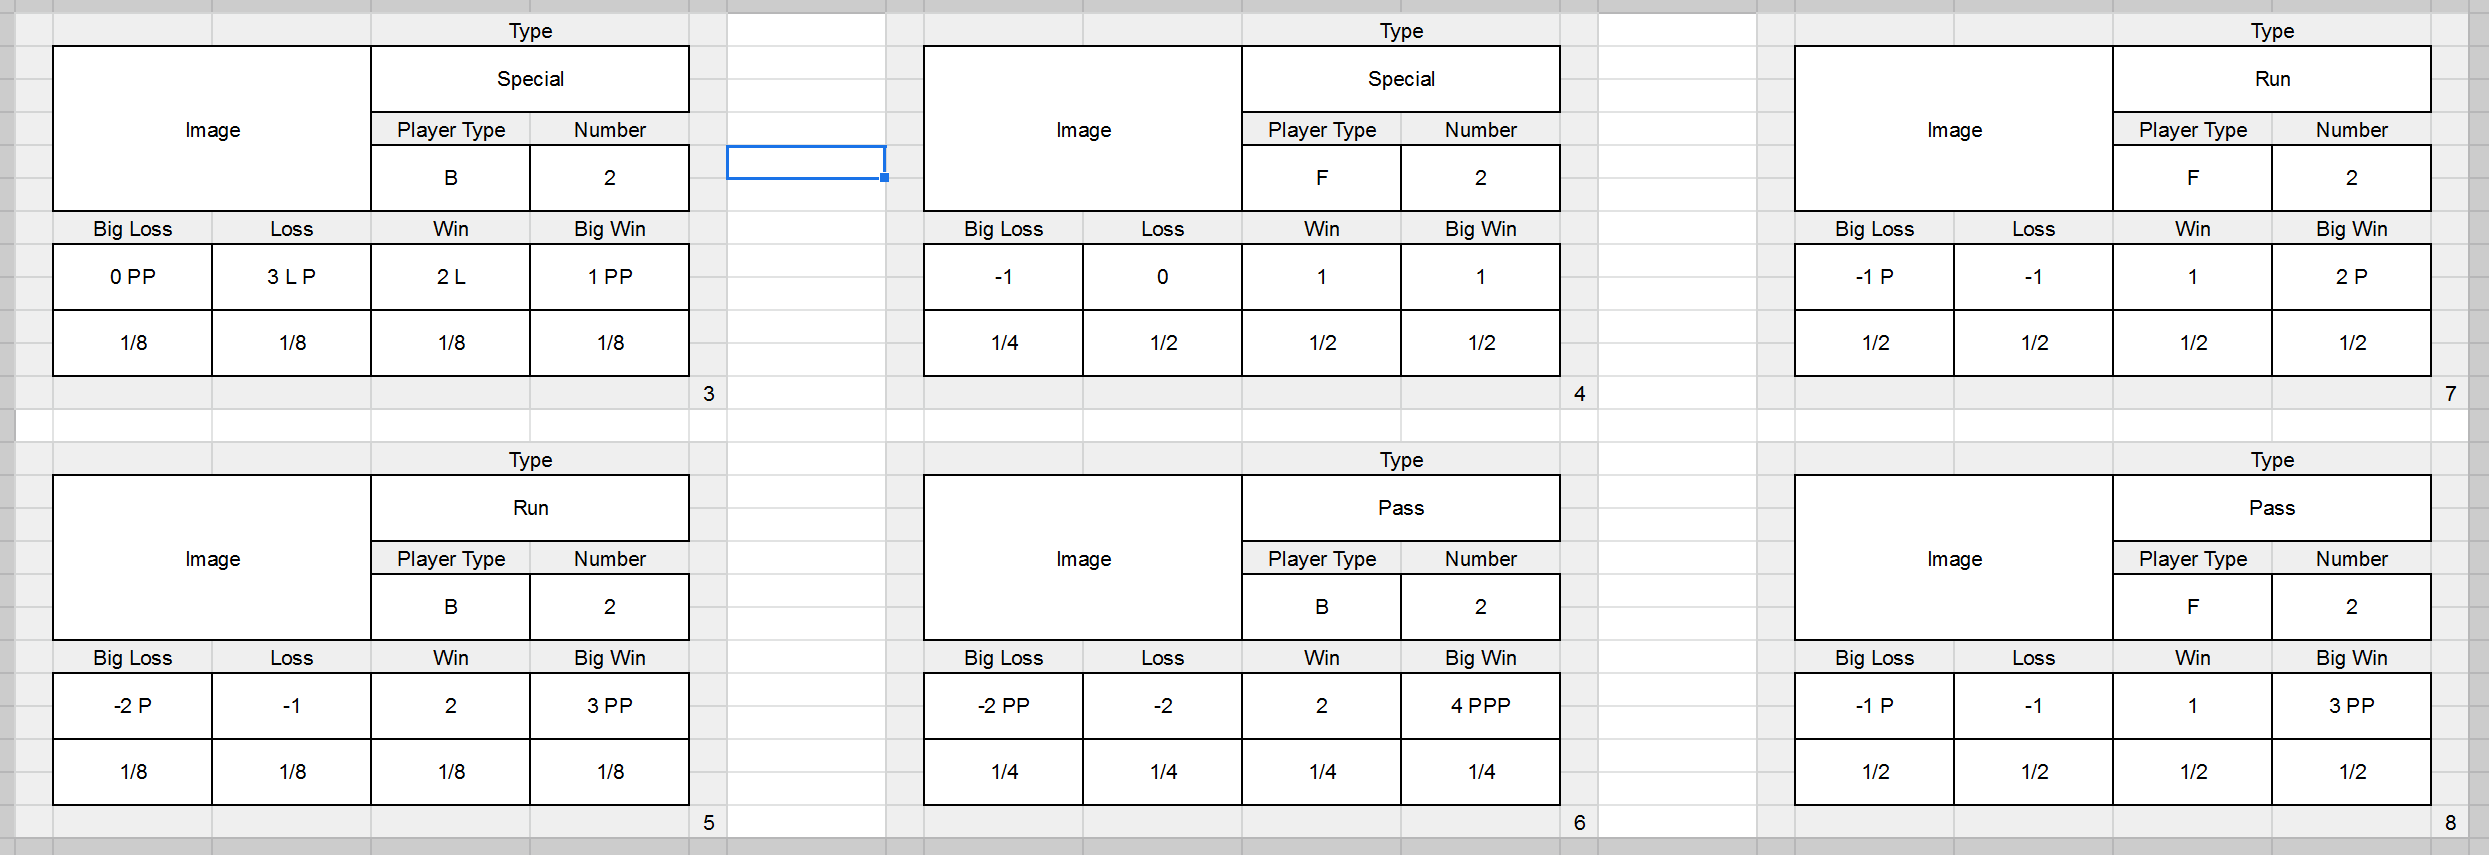 Type Type Type
Special Special Run
Image Player Type Number Image Player Type Number Image Player Type Number
B 2 F 2 F 2
Big Loss Loss Win Big Win Big Loss Loss Win Big Win Big Loss Loss Win Big Win
0 PP 3 L P 2 L 1 PP -1 0 1 1 -1 P -1 1 2 P
1/8 1/8 1/8 1/8 1/4 1/2 1/2 1/2 1/2 1/2 1/2 1/2
3 4 7
Type Type Type
Run Pass Pass
Image Player Type Number Image Player Type Number Image Player Type Number
B 2 B 2 F 2
Big Loss Loss Win Big Win Big Loss Loss Win Big Win Big Loss Loss Win Big Win
-2 P -1 2 3 PP -2 PP -2 2 4 PPP -1 P -1 1 3 PP
1/8 1/8 1/8 1/8 1/4 1/4 1/4 1/4 1/2 1/2 1/2 1/2
5 6 8